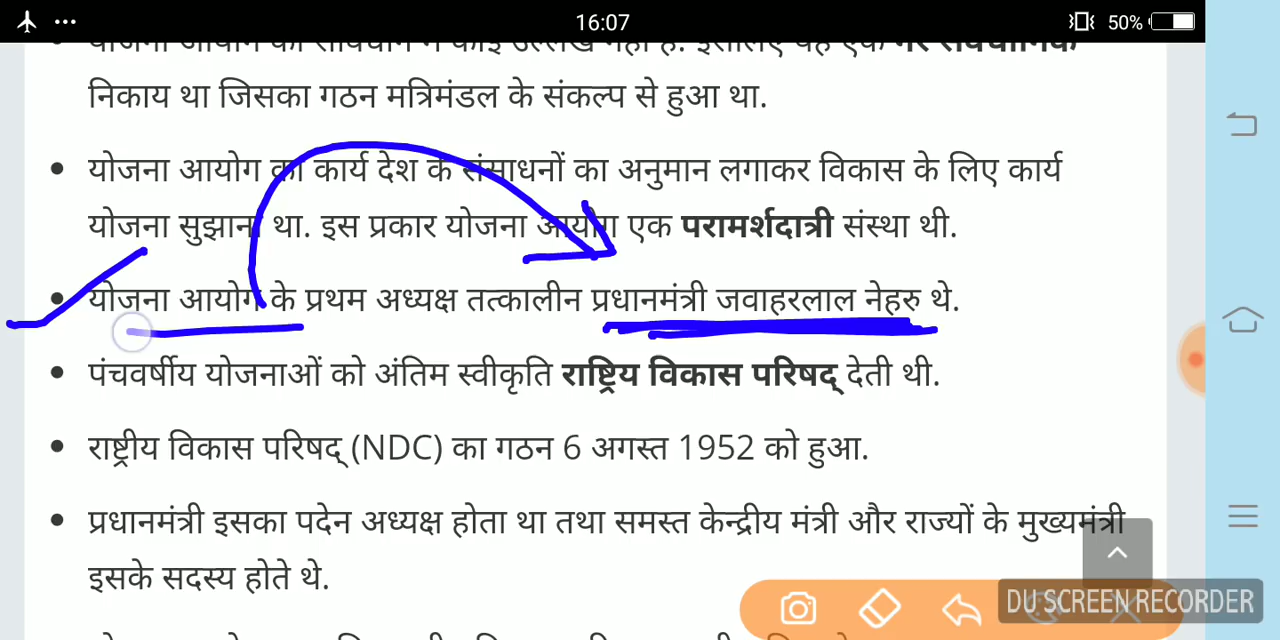 16:07
50%
निकाय था जिसका गठन मत्रिमंडल के संकल्प से हुआ था.
योजना आयोग का कार्य देश के संसाधनों का अनुमान लगाकर विकास के लिए कार्य
योजना सुझाना था. इस प्रकार योजना आयोग एक परामर्शदात्री संस्था थी.
योजना आयोग के प्रथम अध्यक्ष तत्कालीन प्रधानमंत्री जवाहरलाल नेहरु थे.
पंचवर्षीय योजनाओं को अंतिम स्वीकृति राष्ट्रिय विकास परिषद् देती थी.
राष्ट्रीय विकास परिषद् (NDC) का गठन 6 अगस्त 1952 को हुआ.
प्रधानमंत्री इसका पदेन अध्यक्ष होता था तथा समस्त केन्द्रीय मंत्री और राज्यों के मुख्यमंत्री
इसके सदस्य होते थे.
DU SCREEN RECORDER